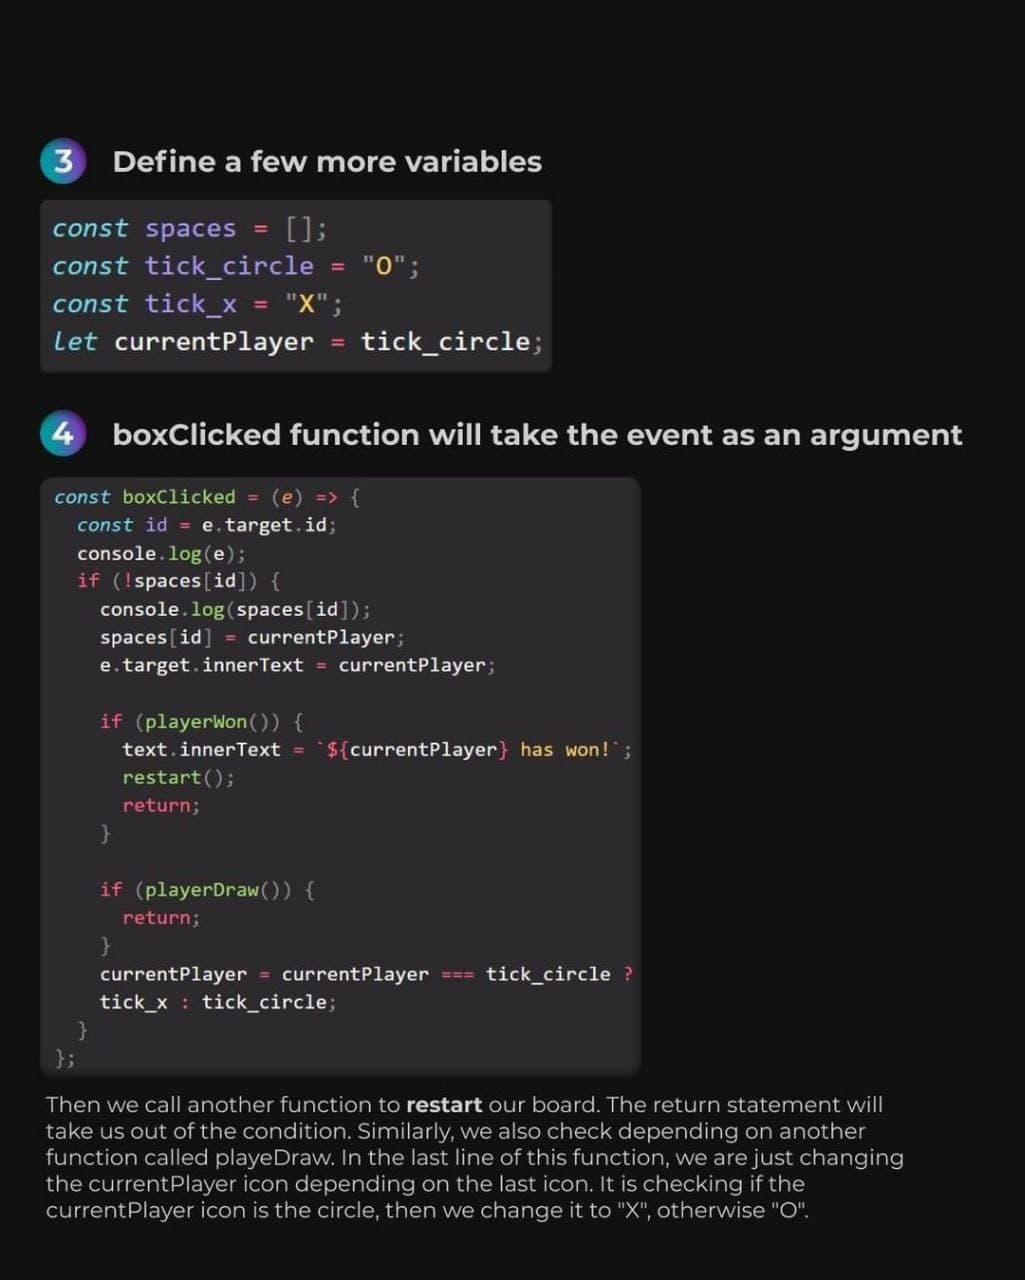 3 Define a few more variables
const spaces = [];
const tick_circle = "O";
const tick_x = "X";
let currentPlayer = tick_circle;
4 boxClicked function will take the event as an argument
const boxClicked = (e) => {
  const id = e.target.id;
  console.log(e);
  if (!spaces[id]) {
    console.log(spaces[id]);
    spaces[id] = currentPlayer;
    e.target.innerText = currentPlayer;
    if (playerWon()) {
      text.innerText = `${currentPlayer} has won!`;
      restart();
      return;
    }
    if (playerDraw()) {
      return;
    }
    currentPlayer = currentPlayer === tick_circle ?
    tick_x : tick_circle;
  }
};
Then we call another function to restart our board. The return statement will
take us out of the condition. Similarly, we also check depending on another
function called playeDraw. In the last line of this function, we are just changing
the currentPlayer icon depending on the last icon. It is checking if the
currentPlayer icon is the circle, then we change it to "X", otherwise "O".